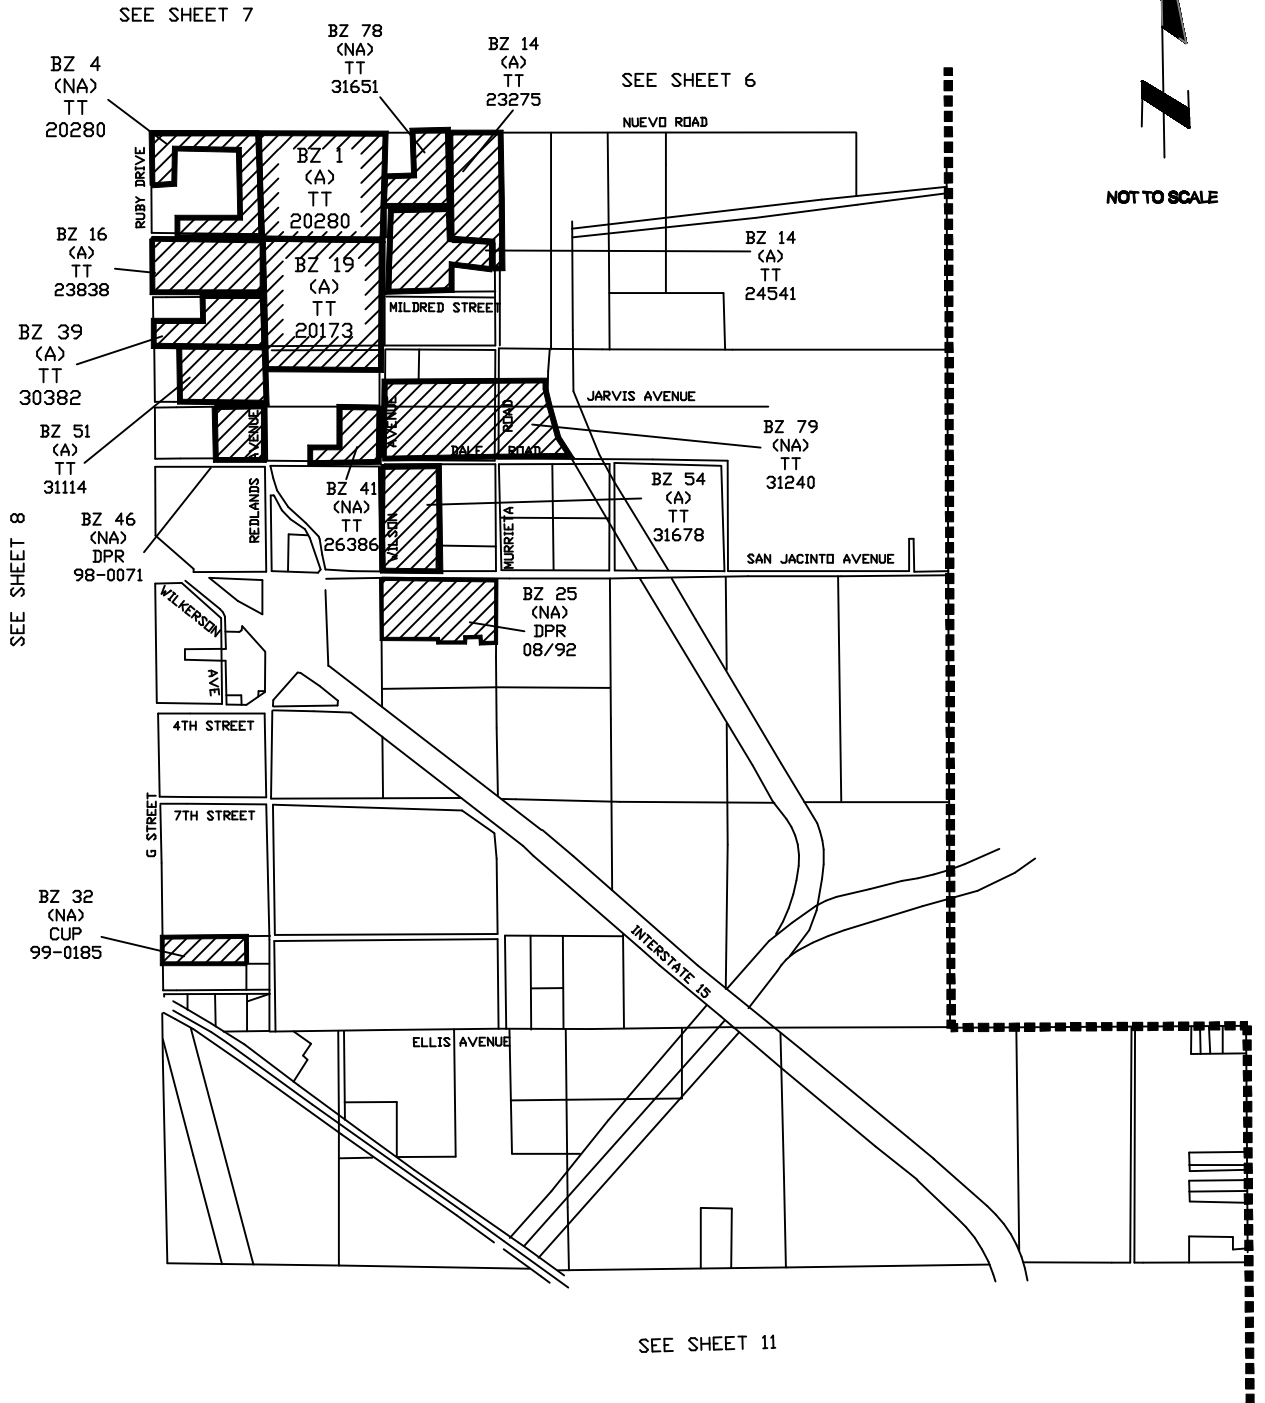 SEE SHEET 7
BZ 78
(NA)
TT
31651
BZ 14
(A)
TT
23275
SEE SHEET 6
BZ 4
(NA)
TT
20280
NUEVO ROAD
NOT TO SCALE
RUBY DRIVE
BZ 1
(A)
TT
20280
BZ 16
(A)
TT
23838
BZ 19
(A)
TT
20173
BZ 14
(A)
TT
24541
MILDRED STREET
BZ 39
(A)
TT
30382
JARVIS AVENUE
BZ 51
(A)
TT
31114
REDLANDS AVENUE
WILSON AVENUE
MURRIETA ROAD
DALE ROAD
BZ 79
(NA)
TT
31240
BZ 41
(NA)
TT
26386
BZ 54
(A)
TT
31678
BZ 46
(NA)
DPR
98-0071
SAN JACINTO AVENUE
SEE SHEET 8
WILKERSON
AVE
BZ 25
(NA)
DPR
08/92
4TH STREET
G STREET
7TH STREET
BZ 32
(NA)
CUP
99-0185
INTERSTATE 15
ELLIS AVENUE
SEE SHEET 11